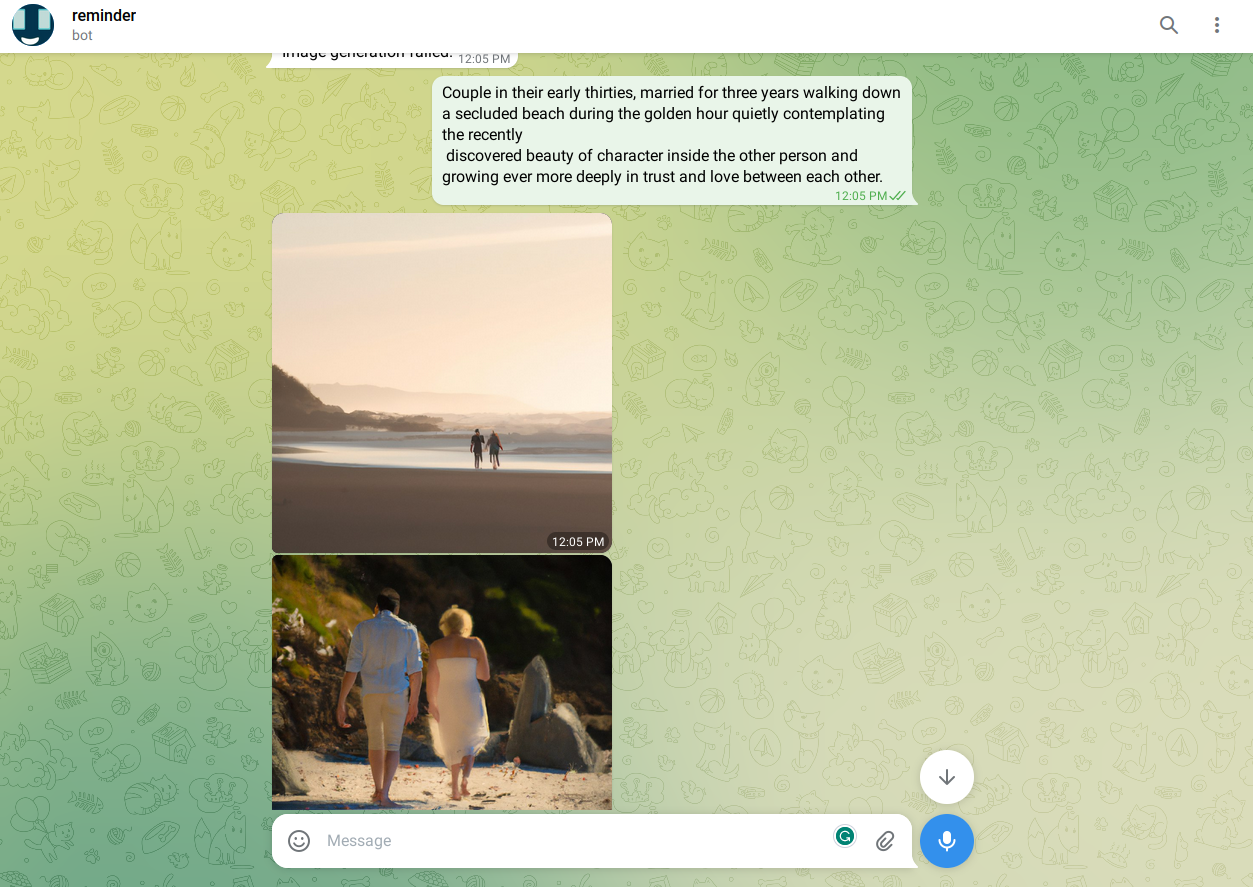 reminder
bot
Image generation failed. 12:05 PM
Couple in their early thirties, married for three years walking down
a secluded beach during the golden hour quietly contemplating
the recently
discovered beauty of character inside the other person and
growing ever more deeply in trust and love between each other.
12:05 PM
12:05 PM
Message